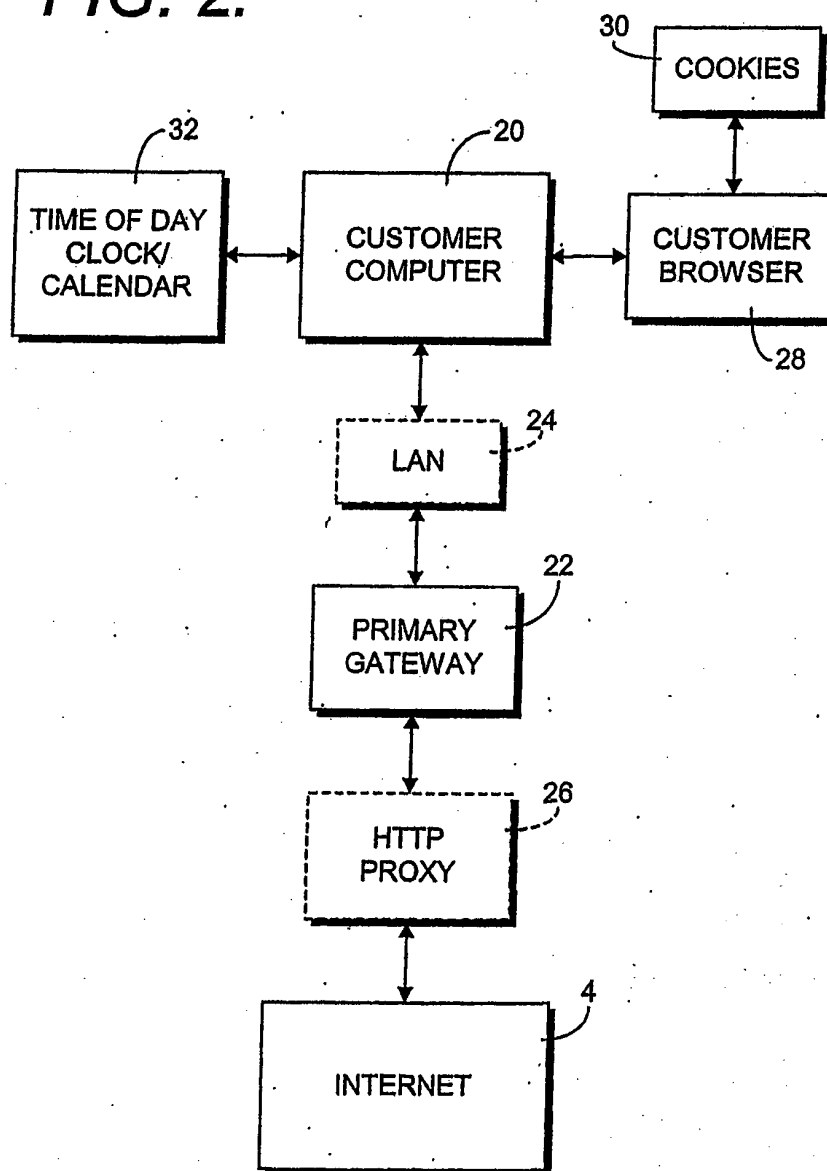 FIG. 2.
30
COOKIES
32
20
TIME OF DAY
CLOCK/
CALENDAR
CUSTOMER
COMPUTER
CUSTOMER
BROWSER
28
24
LAN
22
PRIMARY
GATEWAY
26
HTTP
PROXY
4
INTERNET